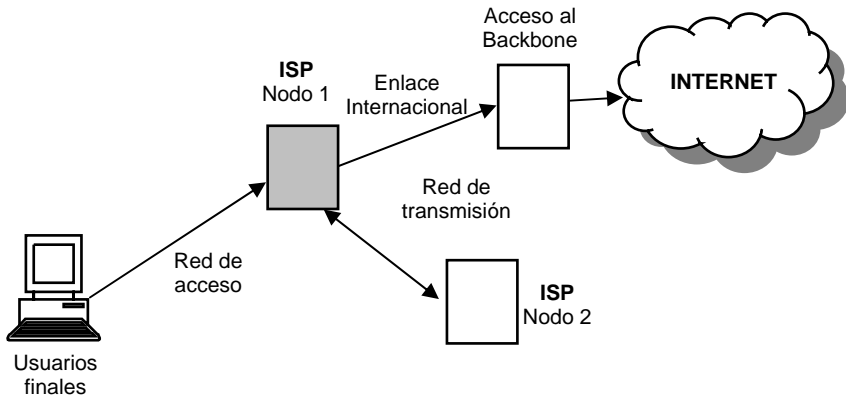 Acceso al
Backbone
INTERNET
ISP
Nodo 1
Enlace
Internacional
Red de
transmisión
Red de
acceso
ISP
Nodo 2
Usuarios
finales